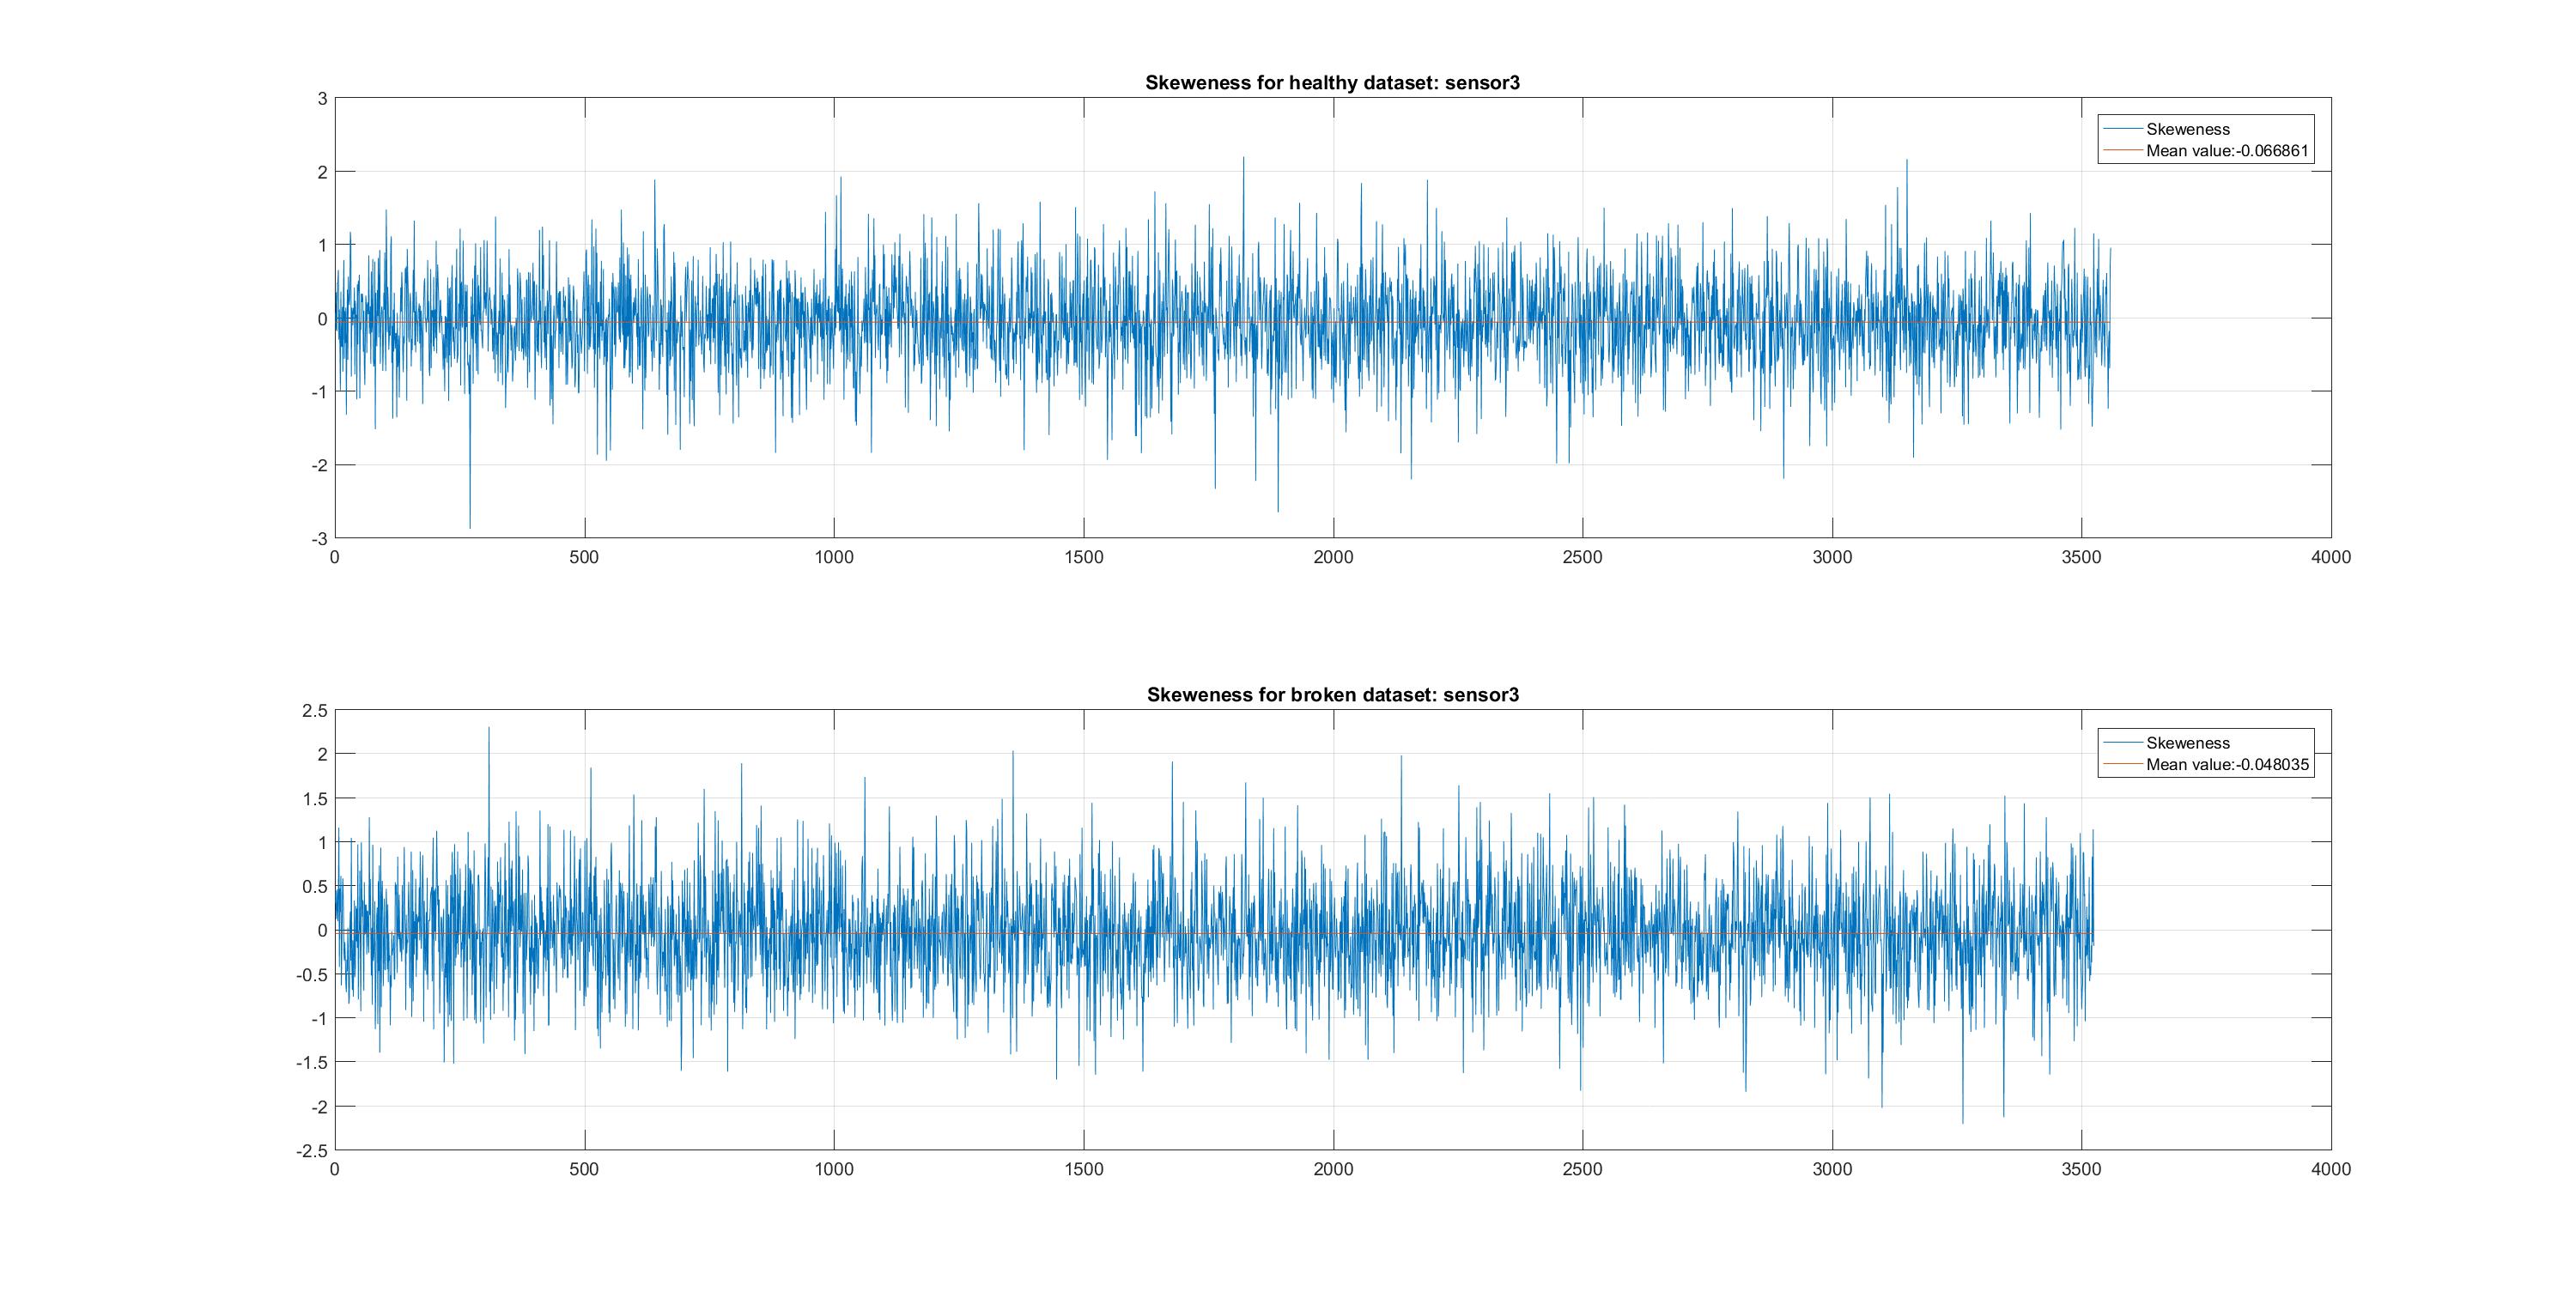 Skeweness for healthy dataset: sensor3
3
2
1
0
-1
-2
-3
Skeweness
Mean value:-0.066861
0 500 1000 1500 2000 2500 3000 3500 4000
Skeweness for broken dataset: sensor3
2.5
2
1.5
1
0.5
0
-0.5
-1
-1.5
-2
-2.5
Skeweness
Mean value:-0.048035
0 500 1000 1500 2000 2500 3000 3500 4000